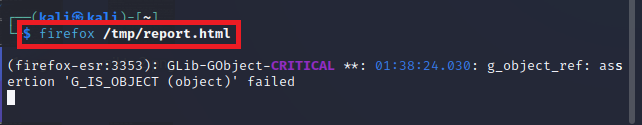 (kali㉿kali)-[~]
$ firefox /tmp/report.html
(firefox-esr:3353): GLib-GObject-CRITICAL **: 01:38:24.030: g_object_ref: ass
ertion 'G_IS_OBJECT (object)' failed